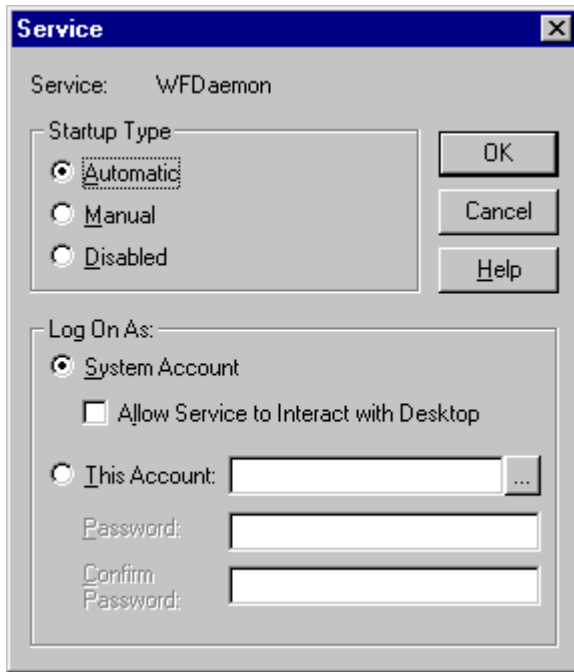 Service
Service: WFDaemon
Startup Type
Automatic
Manual
Disabled
OK
Cancel
Help
Log On As:
System Account
Allow Service to Interact with Desktop
This Account:
...
Password:
Confirm
Password: